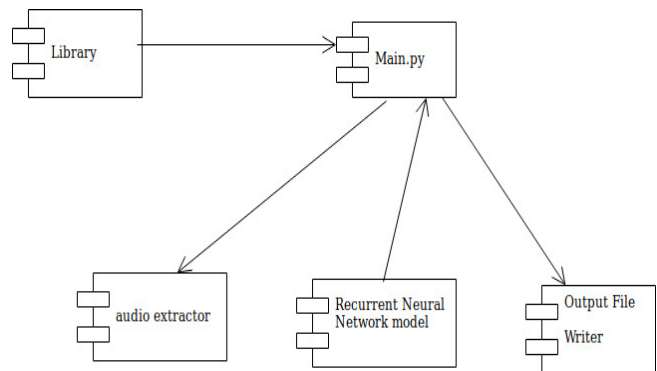 Library
Main.py
audio extractor
Recurrent Neural
Network model
Output File
Writer